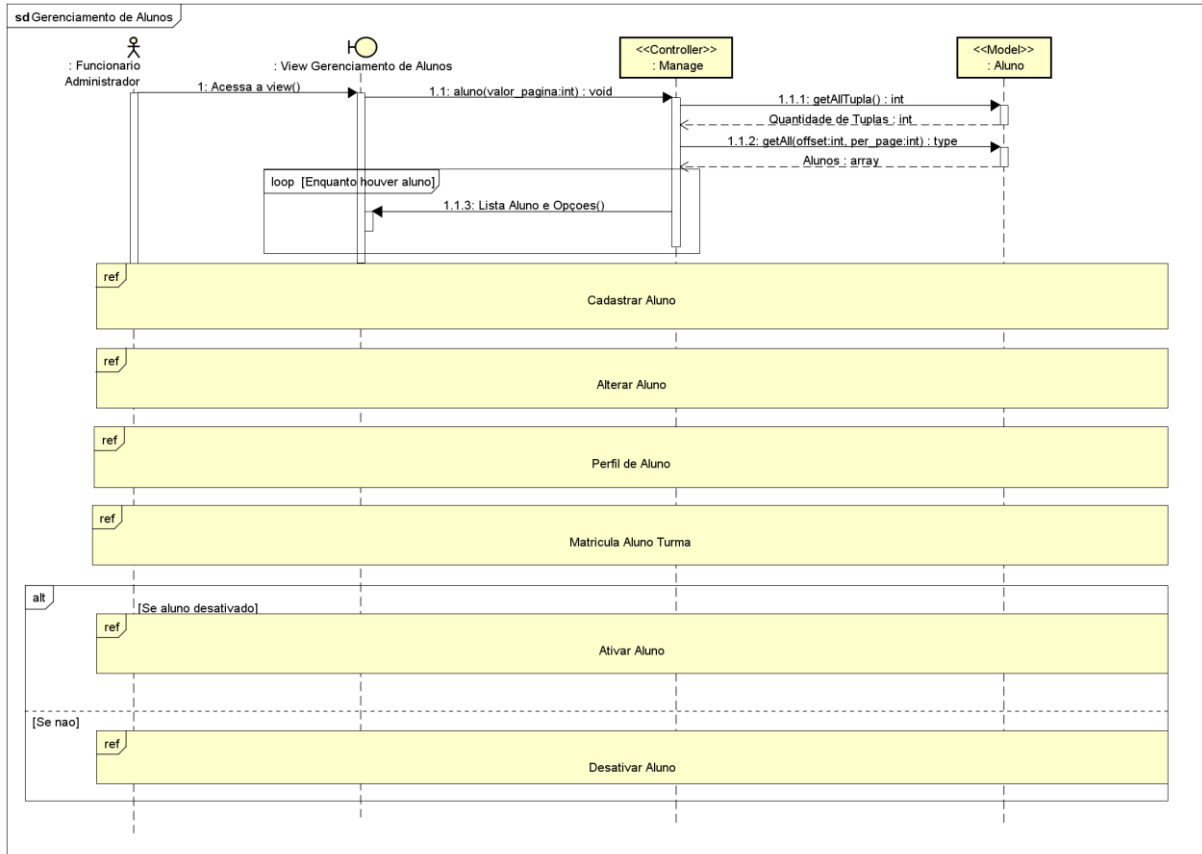 sd Gerenciamento de Alunos
: Funcionario
Administrador
: View Gerenciamento de Alunos
<<Controller>>
: Manage
<<Model>>
: Aluno
1: Acessa a view()
1.1: aluno(valor_pagina:int) : void
1.1.1: getAllTupla() : int
Quantidade de Tuplas : int
1.1.2: getAll(offset:int, per_page:int) : type
Alunos : array
loop [Enquanto houver aluno]
1.1.3: Lista Aluno e Opçoes()
ref
Cadastrar Aluno
ref
Alterar Aluno
ref
Perfil de Aluno
ref
Matricula Aluno Turma
alt
[Se aluno desativado]
ref
Ativar Aluno
[Se nao]
ref
Desativar Aluno